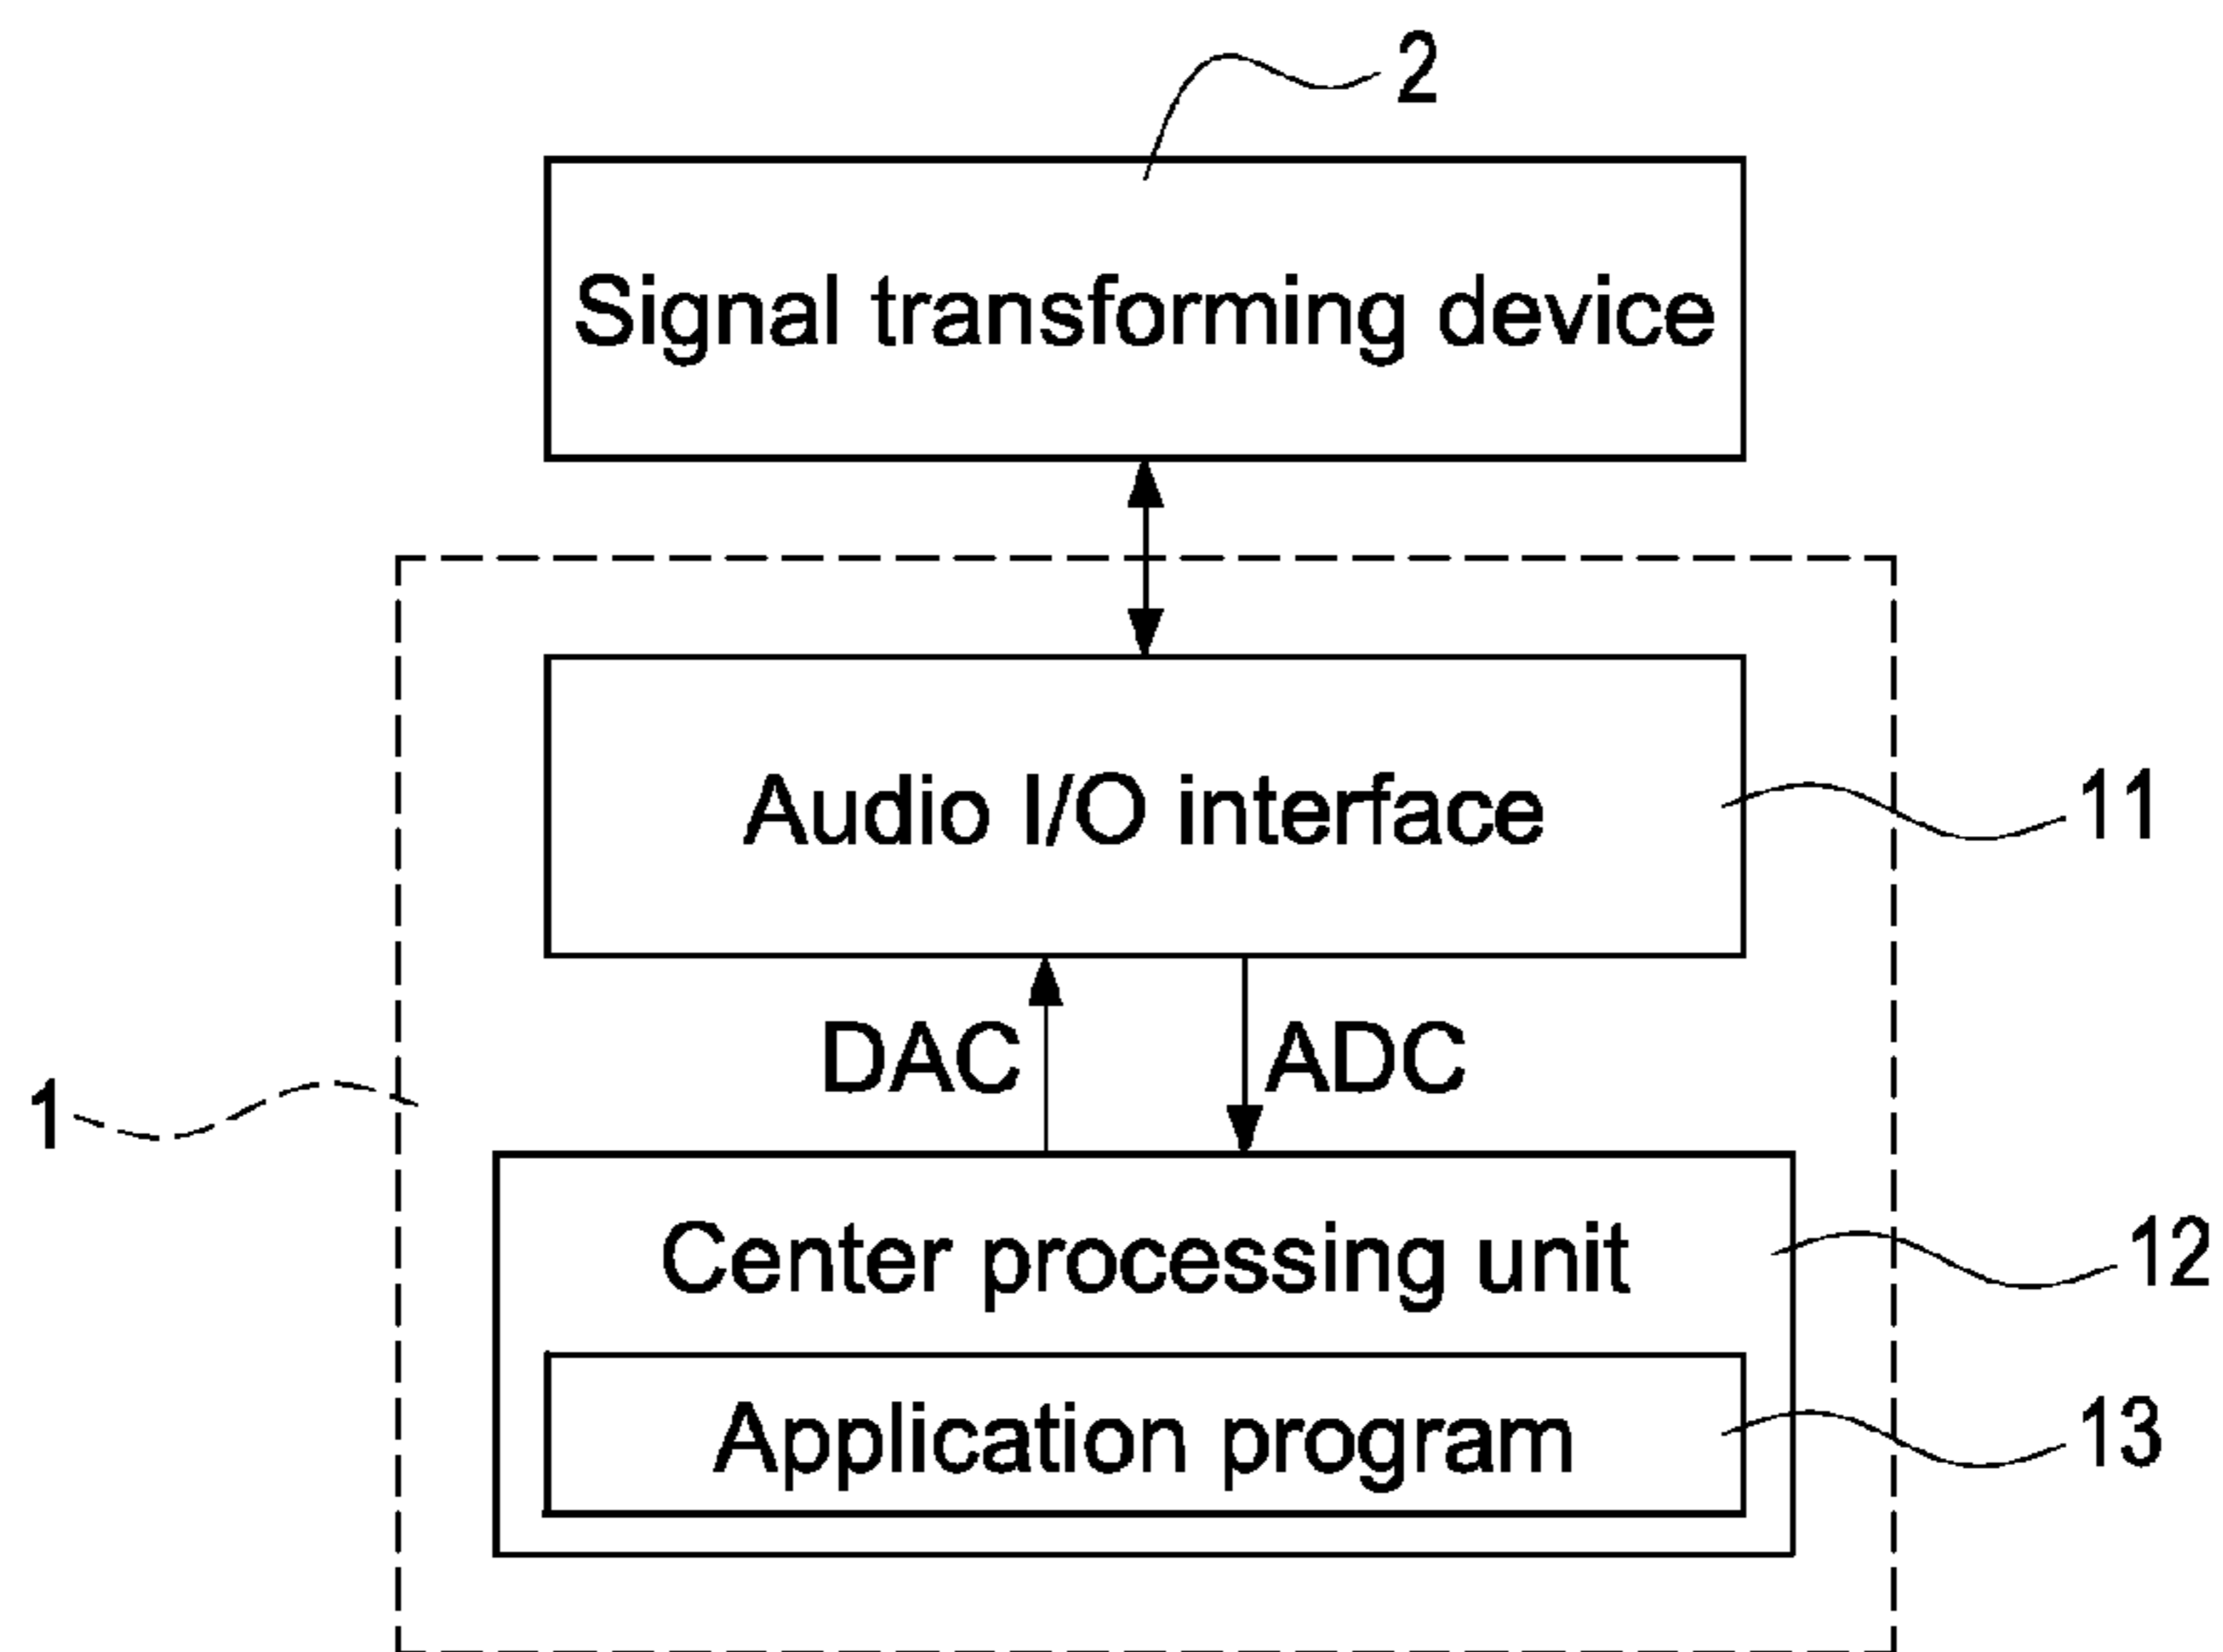 2
Signal transforming device
Audio I/O interface
11
DAC
ADC
1
Center processing unit
12
Application program
13